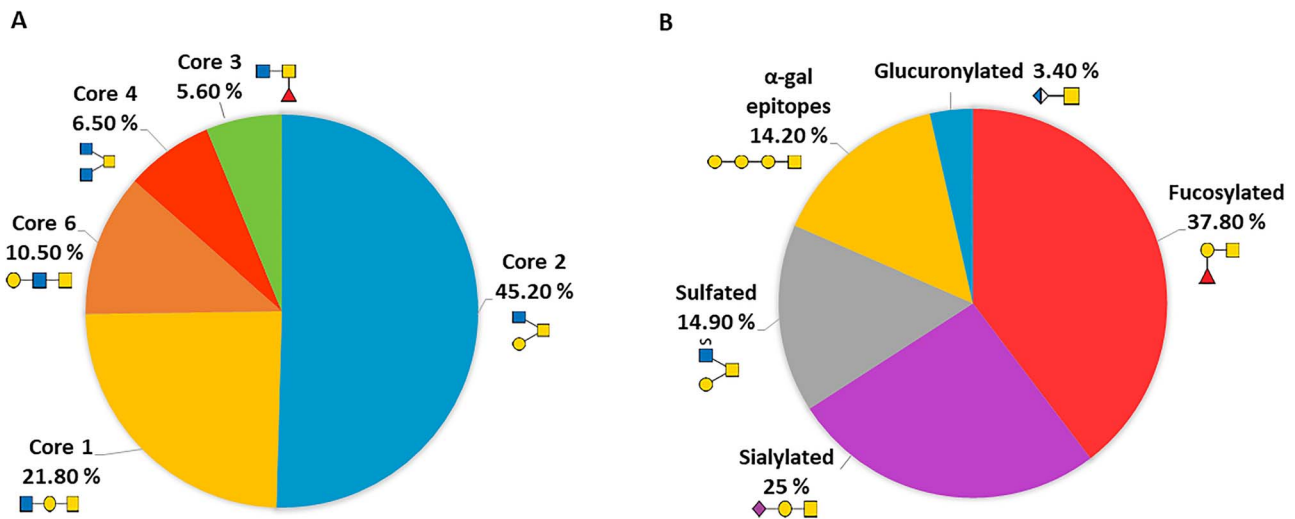 A
Core 3
5.60 %
Core 4
6.50 %
Core 6
10.50 %
Core 2
45.20 %
Core 1
21.80 %
B
Glucuronylated 3.40 %
α-gal
epitopes
14.20 %
Fucosylated
37.80 %
Sulfated
14.90 %
S
Sialylated
25 %